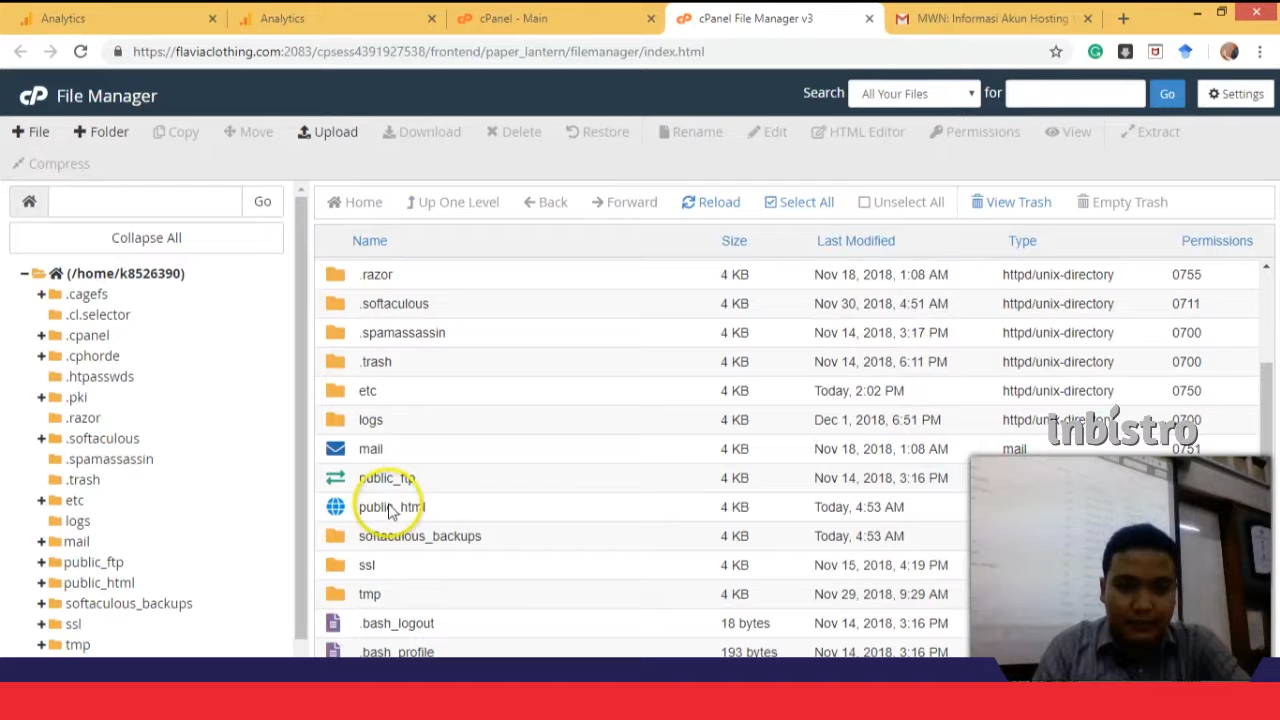 Analytics
Analytics
cPanel - Main
cPanel File Manager v3
MWN: Informasi Akun Hosting
https://flaviaclothing.com:2083/cpsess4391927538/frontend/paper_lantern/filemanager/index.html
cP File Manager
Search All Your Files for Go Settings
File Folder Copy Move Upload Download Delete Restore Rename Edit HTML Editor Permissions View Extract
Compress
Go
Collapse All
(/home/k8526390)
.cagefs
.cl.selector
.cpanel
.cphorde
.htpasswds
.pki
.razor
.softaculous
.spamassassin
.trash
etc
logs
mail
public_ftp
public_html
softaculous_backups
ssl
tmp
Home Up One Level Back Forward Reload Select All Unselect All View Trash Empty Trash
Name Size Last Modified Type Permissions
.razor 4 KB Nov 18, 2018, 1:08 AM httpd/unix-directory 0755
.softaculous 4 KB Nov 30, 2018, 4:51 AM httpd/unix-directory 0711
.spamassassin 4 KB Nov 14, 2018, 3:17 PM httpd/unix-directory 0700
.trash 4 KB Nov 14, 2018, 6:11 PM httpd/unix-directory 0700
etc 4 KB Today, 2:02 PM httpd/unix-directory 0750
logs 4 KB Dec 1, 2018, 6:51 PM httpd/unix-directory 0700
inbistro
mail 4 KB Nov 18, 2018, 1:08 AM mail 0751
public_ftp 4 KB Nov 14, 2018, 3:16 PM
public_html 4 KB Today, 4:53 AM
softaculous_backups 4 KB Today, 4:53 AM
ssl 4 KB Nov 15, 2018, 4:19 PM
tmp 4 KB Nov 29, 2018, 9:29 AM
.bash_logout 18 bytes Nov 14, 2018, 3:16 PM
.bash_profile 193 bytes Nov 14, 2018, 3:16 PM